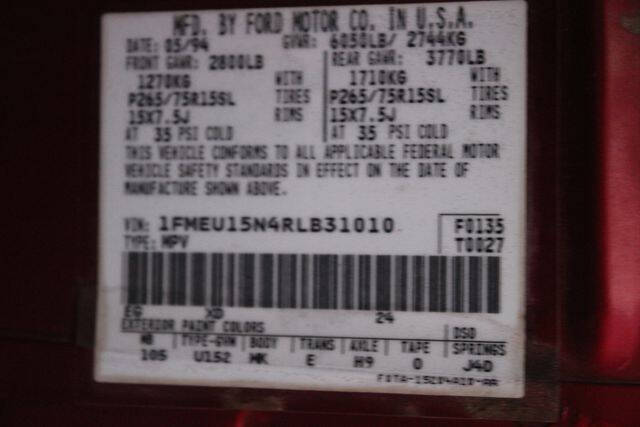 MFD. BY FORD MOTOR CO. IN U.S.A.
DATE: 05/94 GVWR: 6050LB/ 2744KG
FRONT GAWR: 2800LB REAR GAWR: 3770LB
1270KG WITH 1710KG WITH
P265/75R15SL TIRES P265/75R15SL TIRES
15X7.5J RIMS 15X7.5J RIMS
AT 35 PSI COLD AT 35 PSI COLD
THIS VEHICLE CONFORMS TO ALL APPLICABLE FEDERAL MOTOR
VEHICLE SAFETY STANDARDS IN EFFECT ON THE DATE OF
MANUFACTURE SHOWN ABOVE.
VIN: 1FMEU15N4RLB31010 F0135
TYPE: MPV T0027
EG XD 24
EXTERIOR PAINT COLORS DSO
WB TYPE-GVW BODY TRANS AXLE TAPE SPRINGS
105 U152 MK E H9 0 J4D